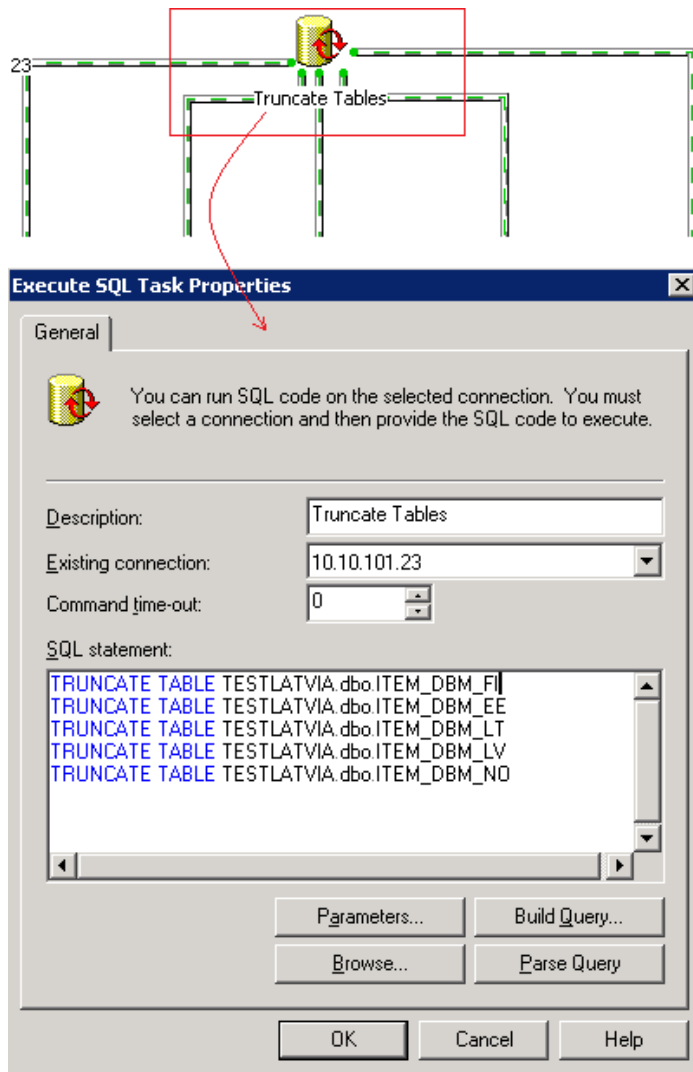 23
Truncate Tables
Execute SQL Task Properties
General
You can run SQL code on the selected connection. You must
select a connection and then provide the SQL code to execute.
Description:
Truncate Tables
Existing connection:
10.10.101.23
Command time-out:
0
SQL statement:
TRUNCATE TABLE TESTLATVIA.dbo.ITEM_DBM_FI
TRUNCATE TABLE TESTLATVIA.dbo.ITEM_DBM_EE
TRUNCATE TABLE TESTLATVIA.dbo.ITEM_DBM_LT
TRUNCATE TABLE TESTLATVIA.dbo.ITEM_DBM_LV
TRUNCATE TABLE TESTLATVIA.dbo.ITEM_DBM_NO
Parameters... Build Query...
Browse... Parse Query
OK Cancel Help